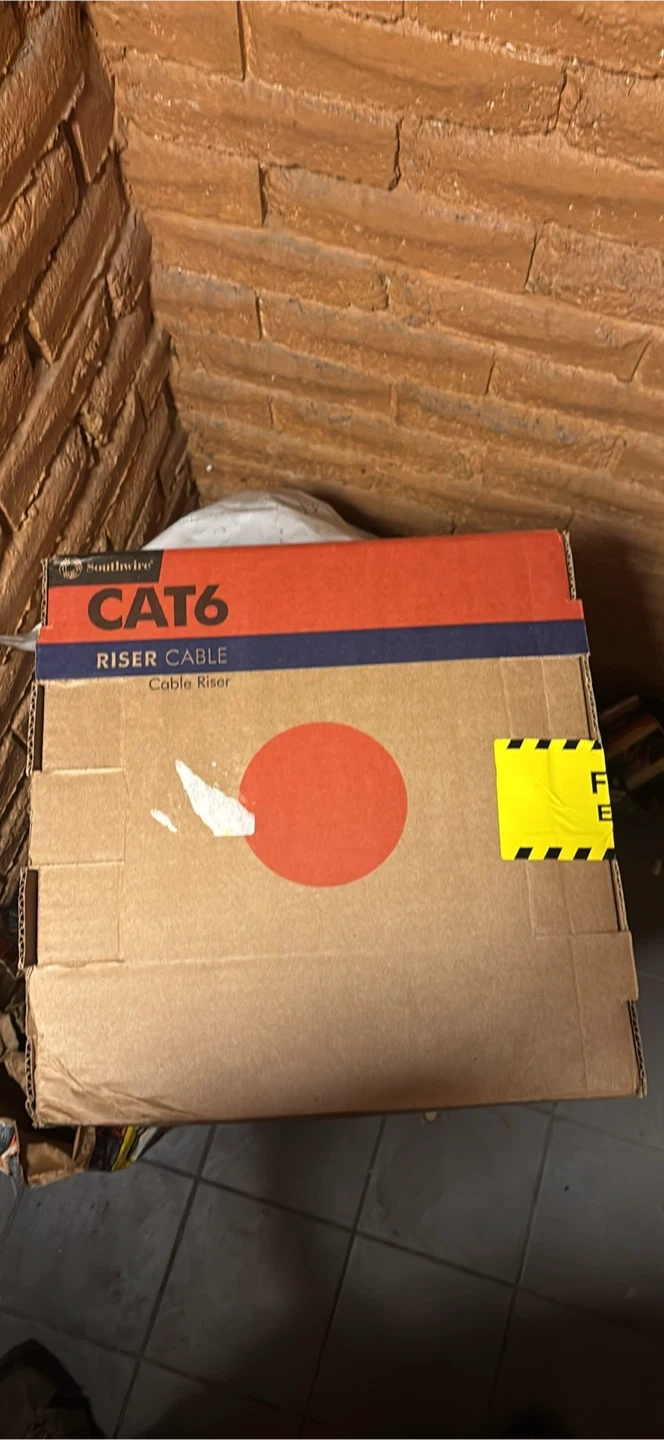 Southwire®
CAT6
RISER CABLE
Cable Riser
F
E